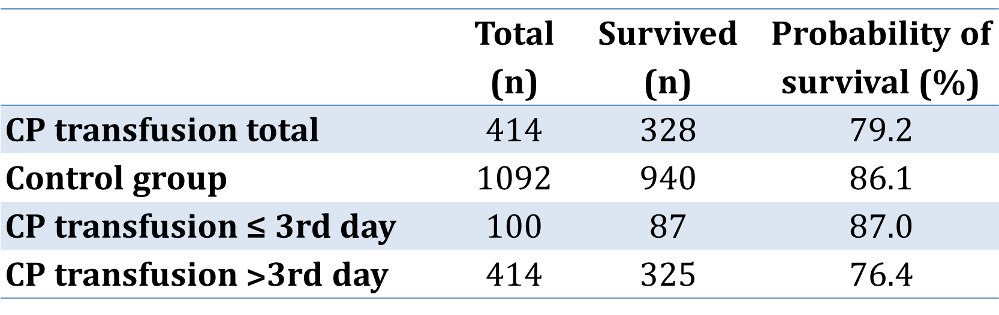 Total Survived Probability of
(n) (n) survival (%)
CP transfusion total 414 328 79.2
Control group 1092 940 86.1
CP transfusion ≤ 3rd day 100 87 87.0
CP transfusion >3rd day 414 325 76.4